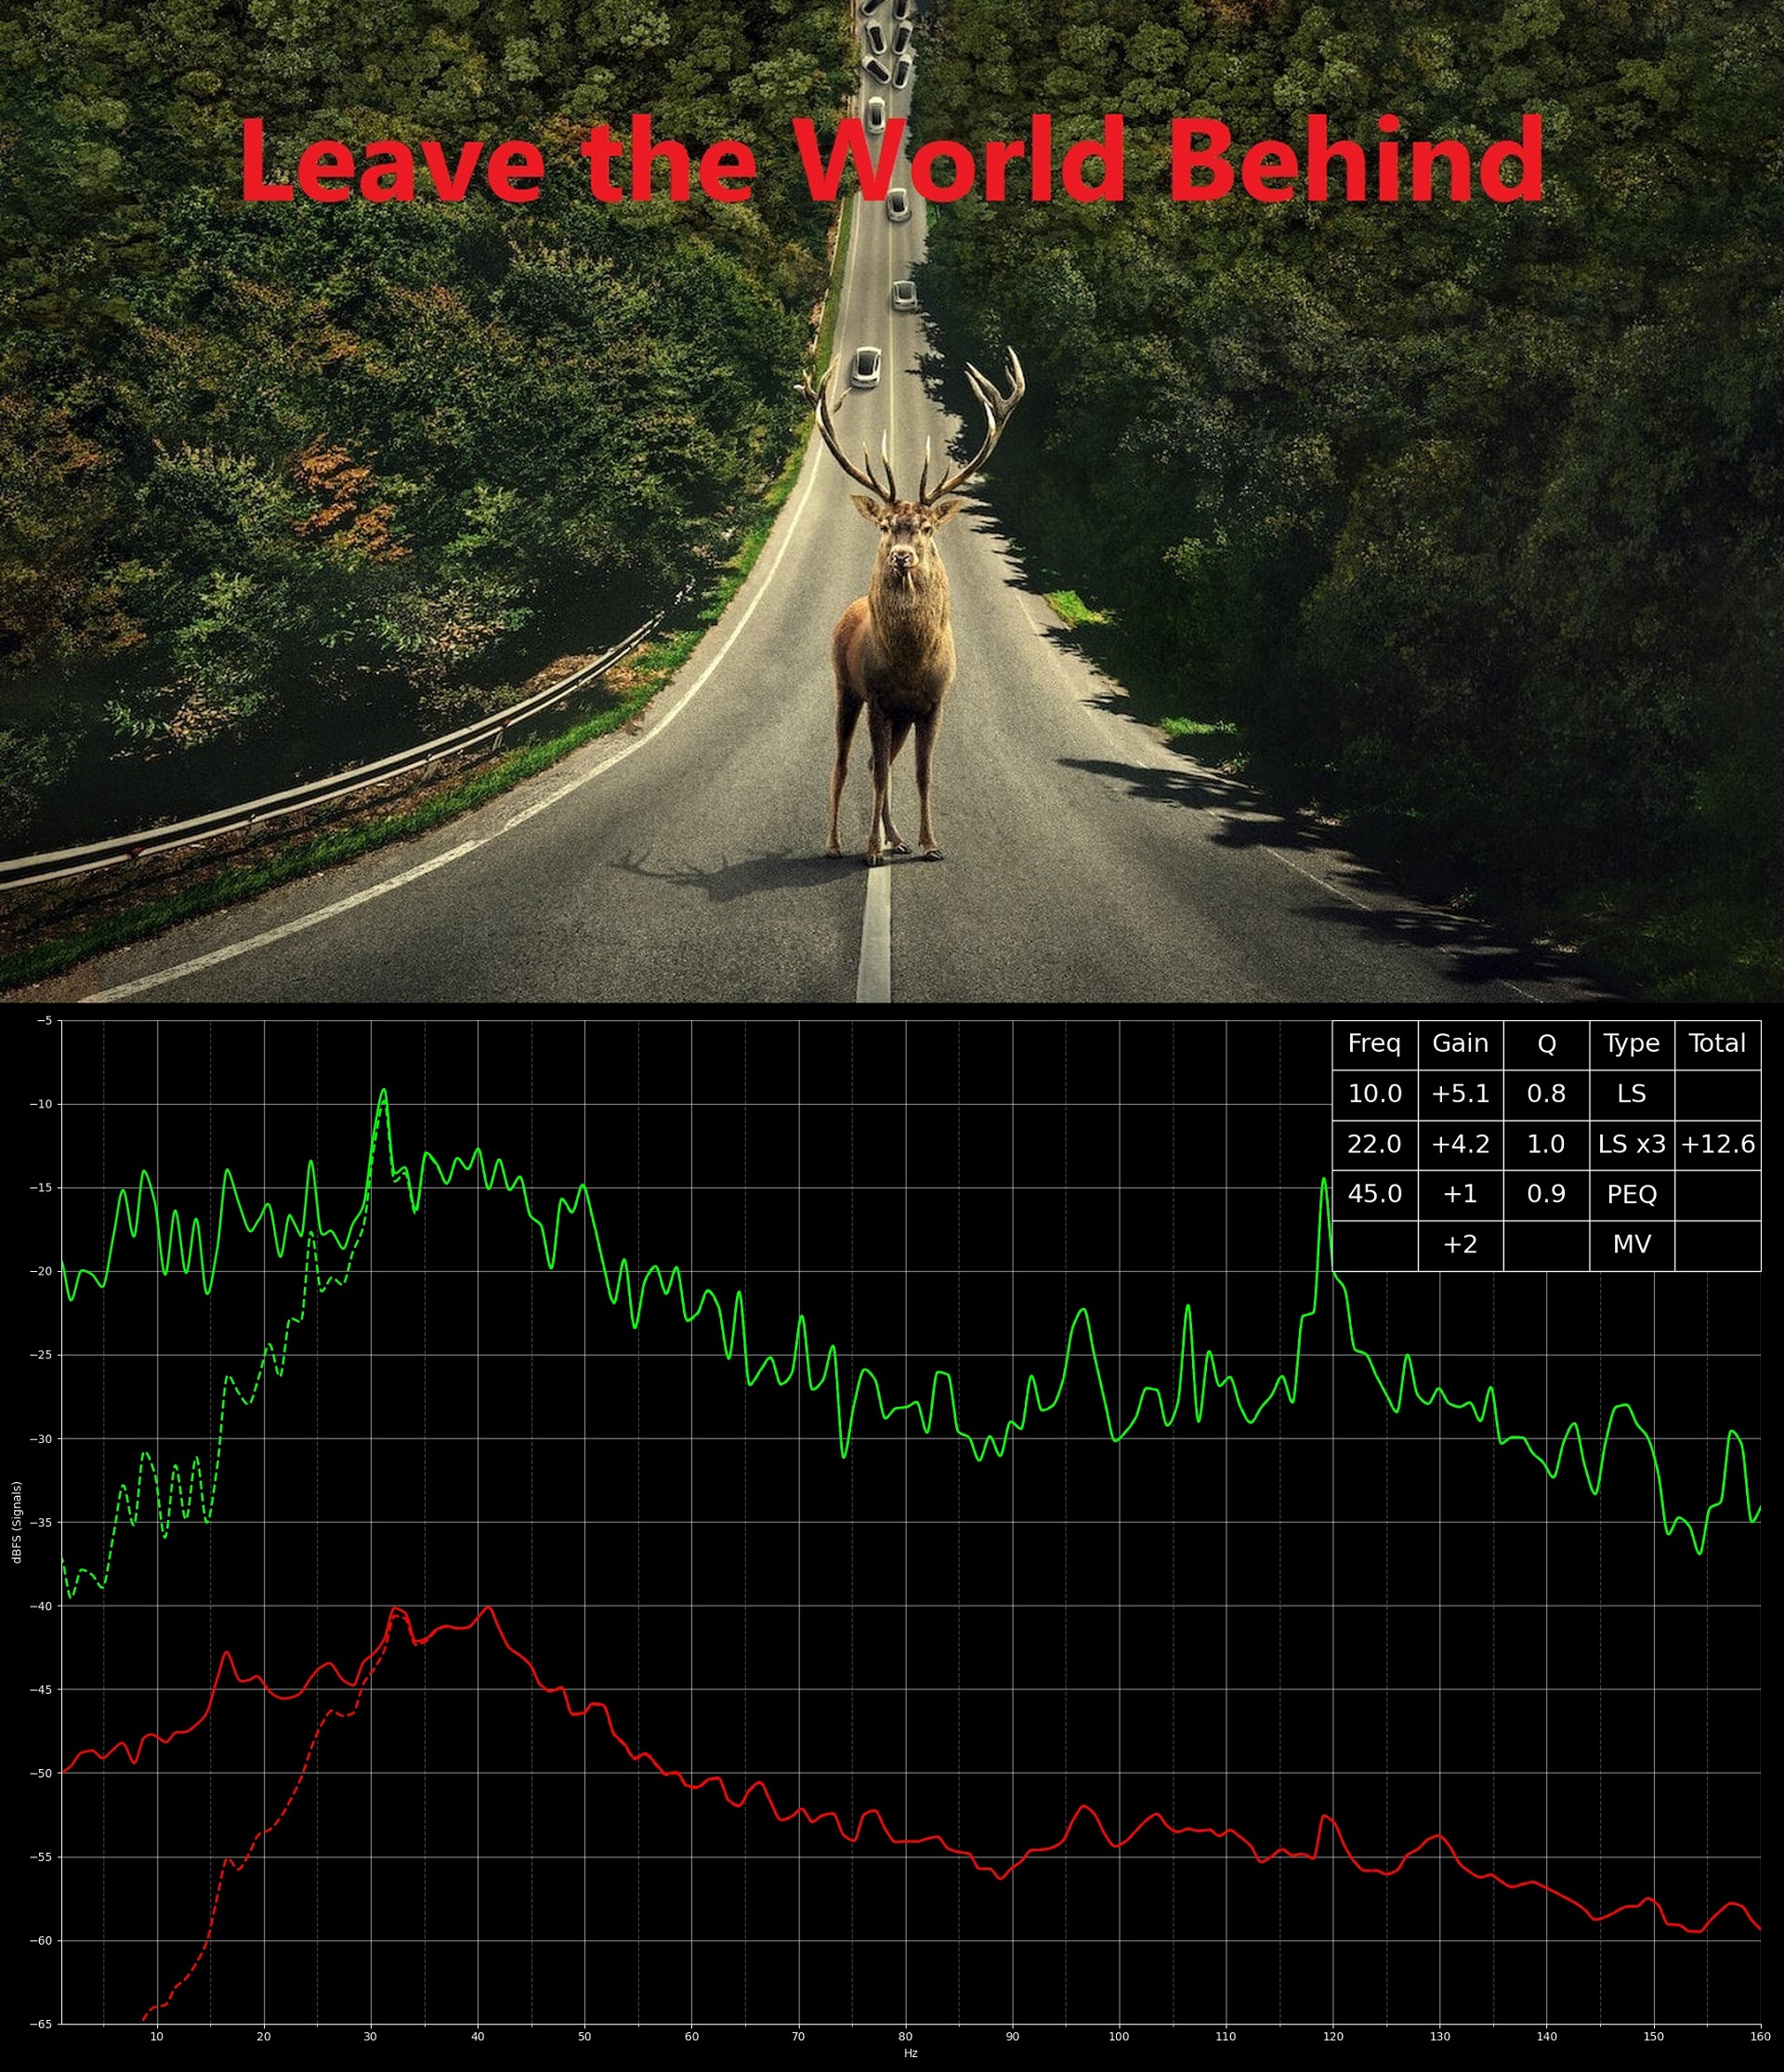 Leave the World Behind
Freq Gain Q Type Total
10.0 +5.1 0.8 LS
22.0 +4.2 1.0 LS x3 +12.6
45.0 +1 0.9 PEQ
+2 MV
−5
−10
−15
−20
−25
−30
−35
−40
−45
−50
−55
−60
−65
dBFS (Signals)
10 20 30 40 50 60 70 80 90 100 110 120 130 140 150 160
Hz